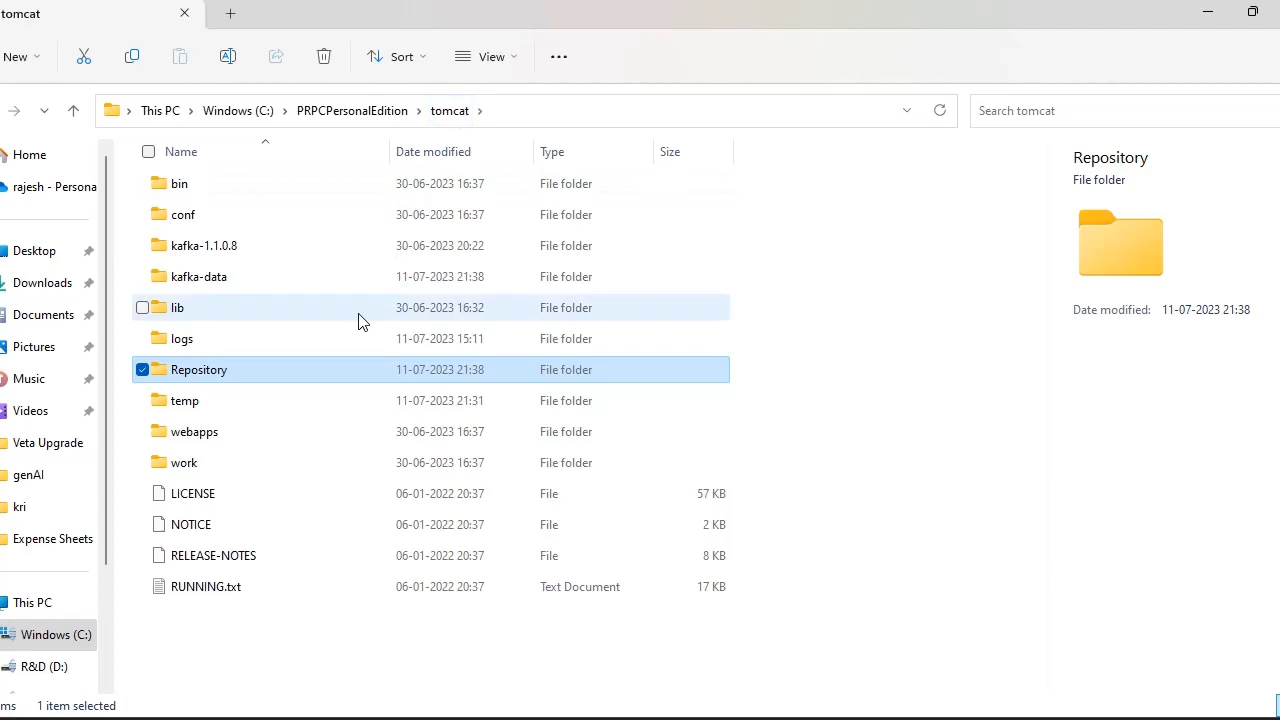 tomcat
New
Sort
View
This PC
Windows (C:)
PRPCPersonalEdition
tomcat
Search tomcat
Home
rajesh - Persona
Desktop
Downloads
Documents
Pictures
Music
Videos
Veta Upgrade
genAI
kri
Expense Sheets
This PC
Windows (C:)
R&D (D:)
Name Date modified Type Size
bin 30-06-2023 16:37 File folder
conf 30-06-2023 16:37 File folder
kafka-1.1.0.8 30-06-2023 20:22 File folder
kafka-data 11-07-2023 21:38 File folder
lib 30-06-2023 16:32 File folder
logs 11-07-2023 15:11 File folder
Repository 11-07-2023 21:38 File folder
temp 11-07-2023 21:31 File folder
webapps 30-06-2023 16:37 File folder
work 30-06-2023 16:37 File folder
LICENSE 06-01-2022 20:37 File 57 KB
NOTICE 06-01-2022 20:37 File 2 KB
RELEASE-NOTES 06-01-2022 20:37 File 8 KB
RUNNING.txt 06-01-2022 20:37 Text Document 17 KB
Repository
File folder
Date modified: 11-07-2023 21:38
ms 1 item selected